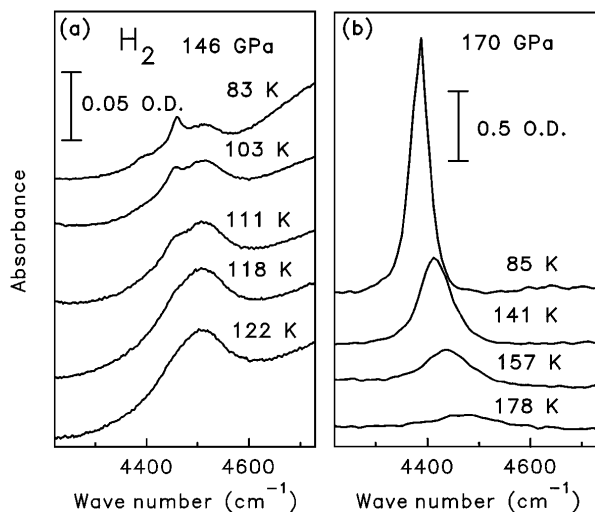 (a) H2 146 GPa
0.05 O.D.
83 K
103 K
111 K
118 K
122 K
Absorbance
4400 4600
Wave number (cm−1)
(b) 170 GPa
0.5 O.D.
85 K
141 K
157 K
178 K
4400 4600
Wave number (cm−1)